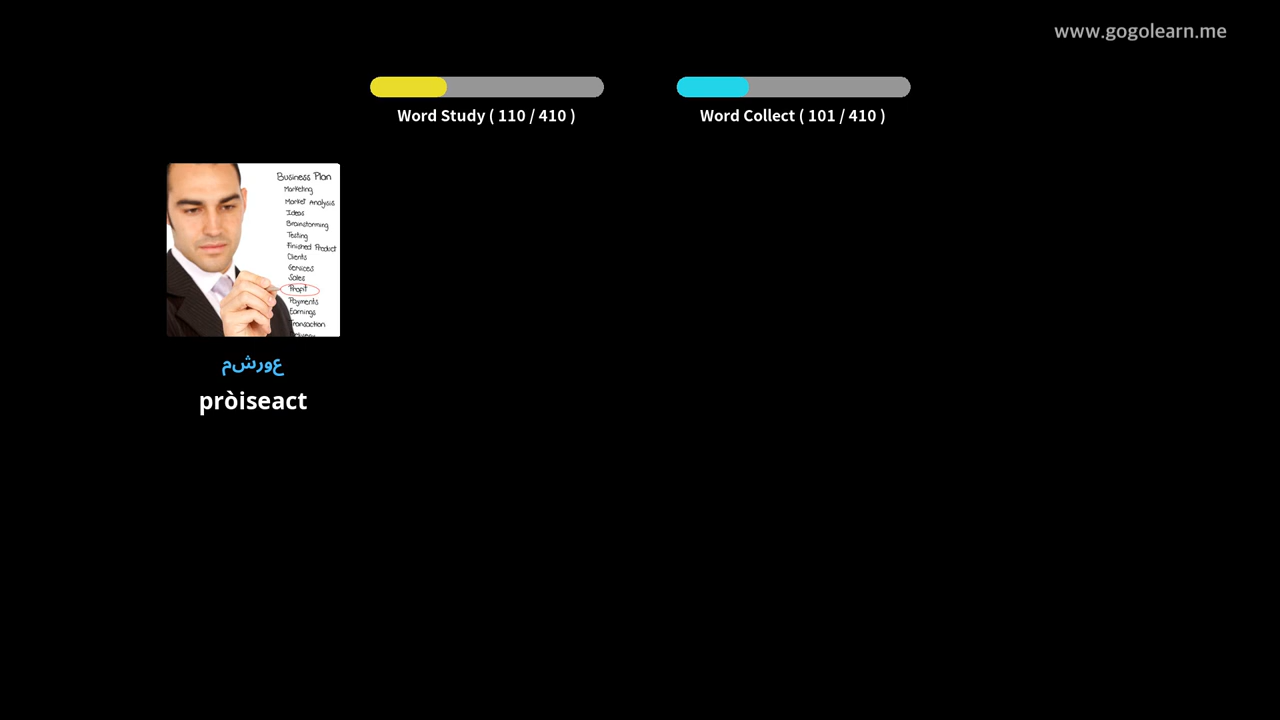 www.gogolearn.me
Word Study ( 110 / 410 )
Word Collect ( 101 / 410 )
Business Plan
Marketing
Market Analysis
Ideas
Brainstorming
Testing
Finished Product
Clients
Services
Sales
Profit
Payments
Earnings
Transaction
عورشم
pròiseact